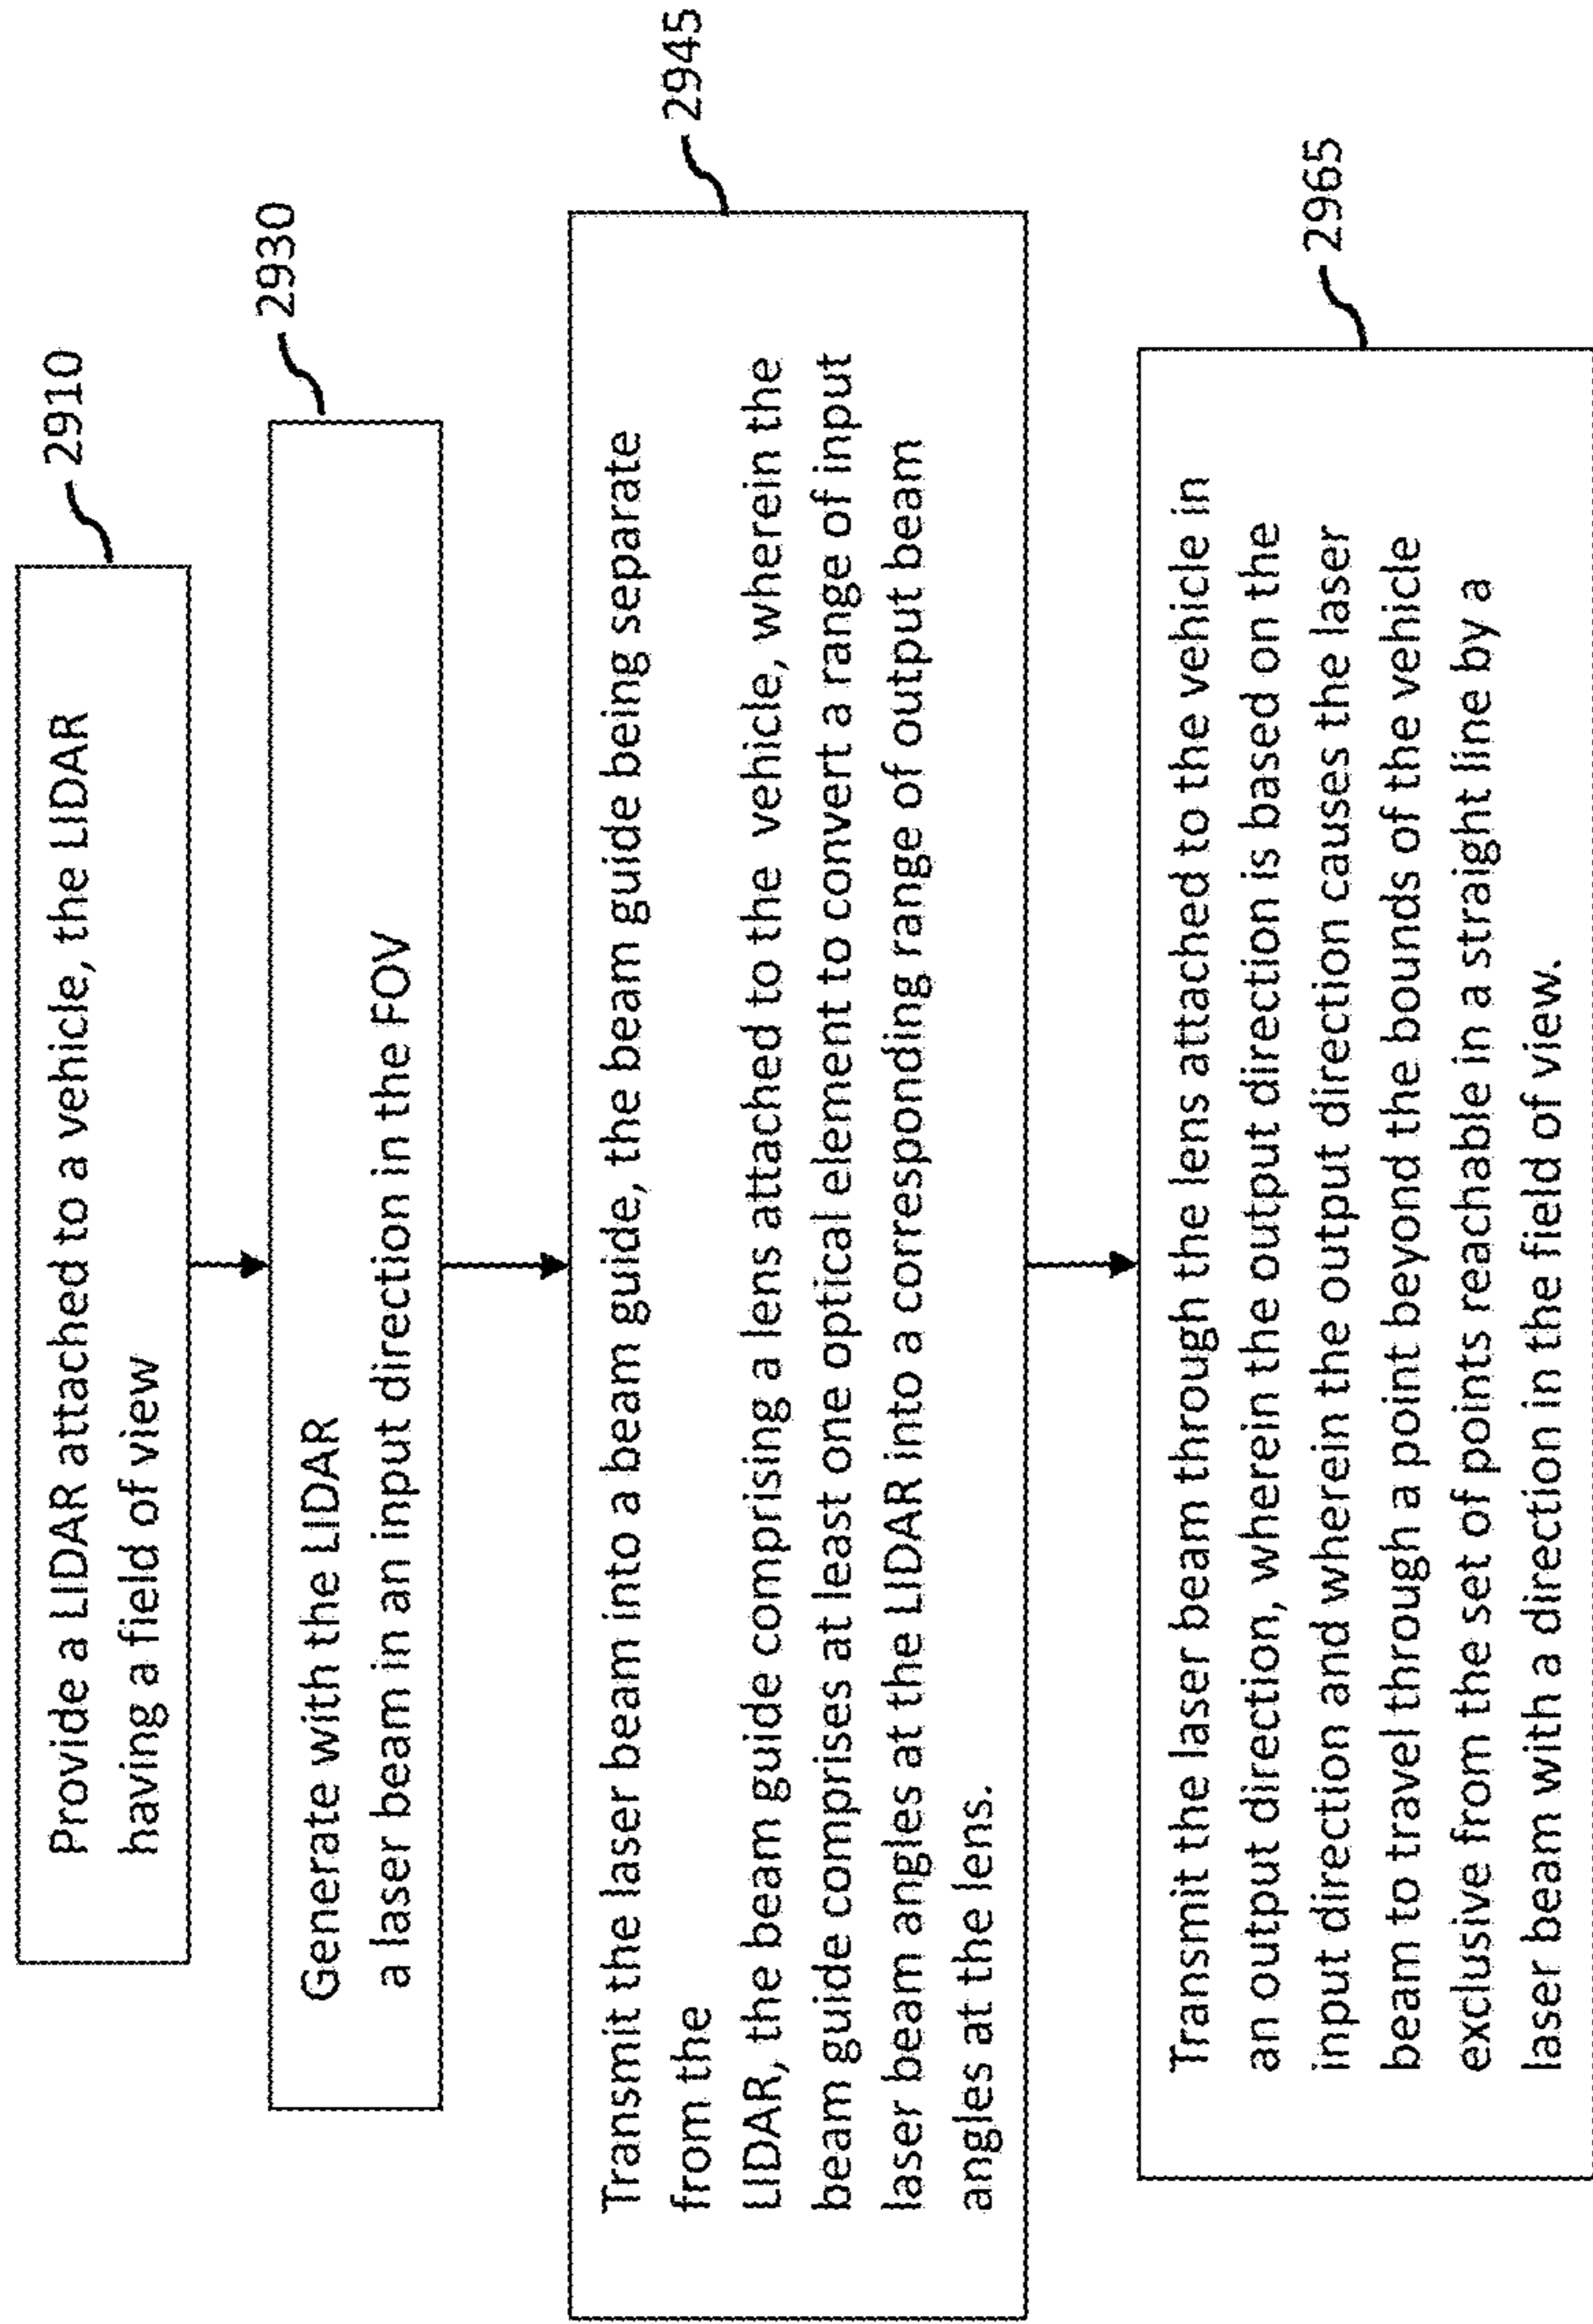 2910
Provide a LIDAR attached to a vehicle, the LIDAR
having a field of view
2930
Generate with the LIDAR
a laser beam in an input direction in the FOV
2945
Transmit the laser beam into a beam guide, the beam guide being separate
from the
LIDAR, the beam guide comprising a lens attached to the vehicle, wherein the
beam guide comprises at least one optical element to convert a range of input
laser beam angles at the LIDAR into a corresponding range of output beam
angles at the lens.
2965
Transmit the laser beam through the lens attached to the vehicle in
an output direction, wherein the output direction is based on the
input direction and wherein the output direction causes the laser
beam to travel through a point beyond the bounds of the vehicle
exclusive from the set of points reachable in a straight line by a
laser beam with a direction in the field of view.